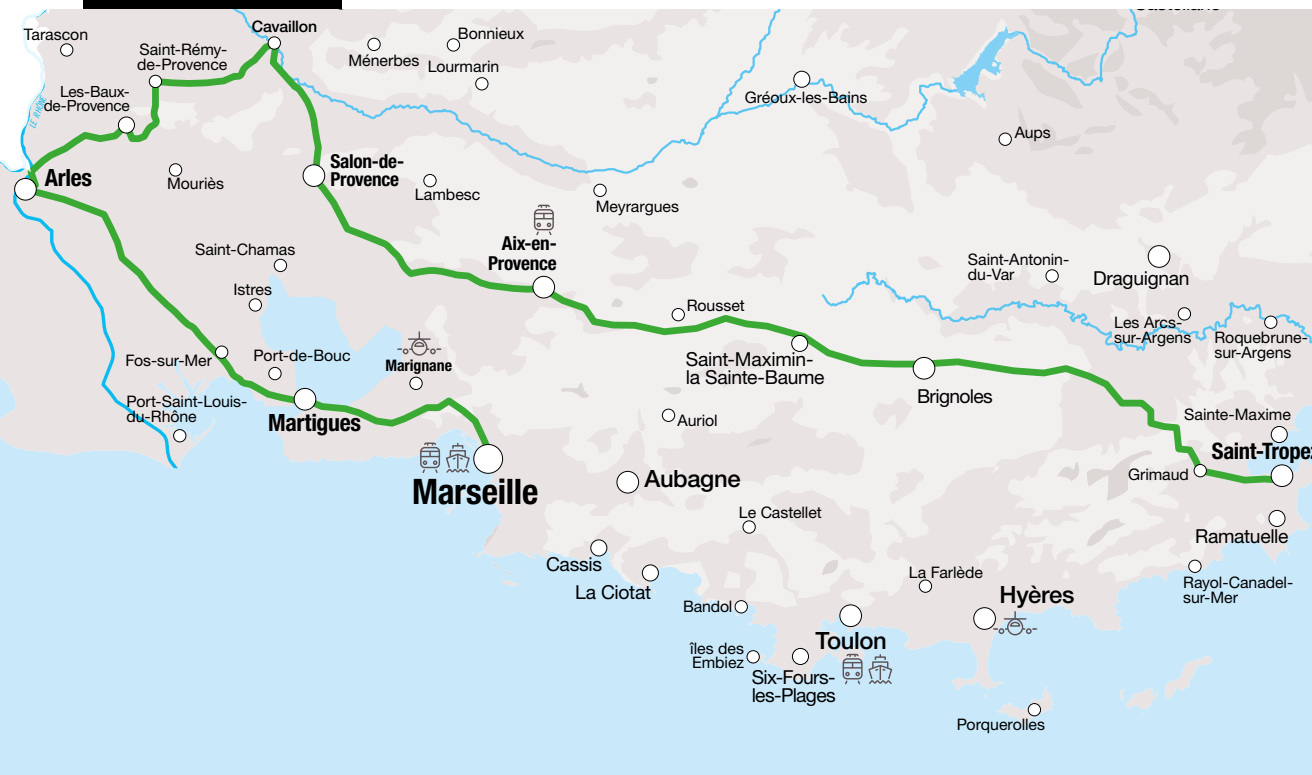 Castellane
Tarascon
Cavaillon
Bonnieux
Saint-Rémy-
de-Provence
Ménerbes
Lourmarin
Les-Baux-
de-Provence
Gréoux-les-Bains
LE RHÔNE
Aups
Salon-de-
Provence
Arles
Mouriès
Lambesc
Meyrargues
Aix-en-
Provence
Saint-Chamas
Saint-Antonin-
du-Var
Draguignan
Istres
Rousset
Les Arcs-
sur-Argens
Roquebrune-
sur-Argens
Fos-sur-Mer
Port-de-Bouc
Marignane
Saint-Maximin-
la Sainte-Baume
Brignoles
Port-Saint-Louis-
du-Rhône
Martigues
Auriol
Sainte-Maxime
Saint-Tropez
Grimaud
Marseille
Aubagne
Le Castellet
Ramatuelle
Cassis
La Ciotat
La Farlède
Rayol-Canadel-
sur-Mer
Bandol
Hyères
Toulon
îles des
Embiez
Six-Fours-
les-Plages
Porquerolles